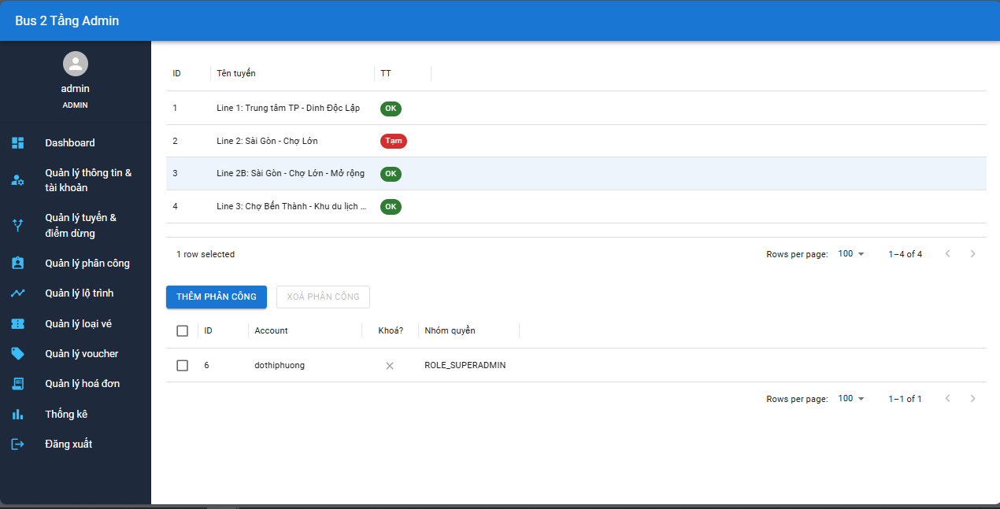 Bus 2 Tầng Admin
admin
ADMIN
Dashboard
Quản lý thông tin &
tài khoản
Quản lý tuyến &
điểm dừng
Quản lý phân công
Quản lý lộ trình
Quản lý loại vé
Quản lý voucher
Quản lý hoá đơn
Thống kê
Đăng xuất
ID Tên tuyến TT
1 Line 1: Trung tâm TP - Dinh Độc Lập OK
2 Line 2: Sài Gòn - Chợ Lớn Tạm
3 Line 2B: Sài Gòn - Chợ Lớn - Mở rộng OK
4 Line 3: Chợ Bến Thành - Khu du lịch ... OK
1 row selected Rows per page: 100 1–4 of 4
THÊM PHÂN CÔNG XOÁ PHÂN CÔNG
ID Account Khoá? Nhóm quyền
6 dothiphuong ROLE_SUPERADMIN
Rows per page: 100 1–1 of 1